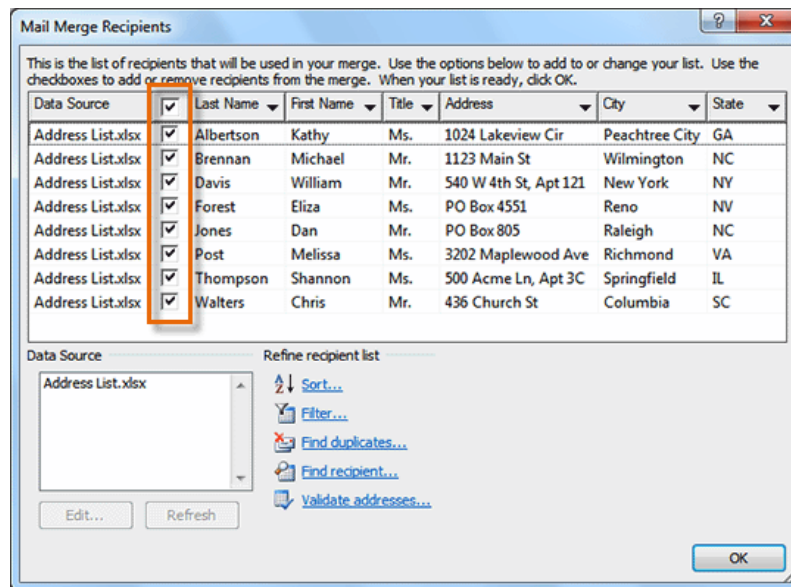 Mail Merge Recipients
This is the list of recipients that will be used in your merge. Use the options below to add to or change your list. Use the
checkboxes to add or remove recipients from the merge. When your list is ready, click OK.
Data Source Last Name First Name Title Address City State
Address List.xlsx Albertson Kathy Ms. 1024 Lakeview Cir Peachtree City GA
Address List.xlsx Brennan Michael Mr. 1123 Main St Wilmington NC
Address List.xlsx Davis William Mr. 540 W 4th St, Apt 121 New York NY
Address List.xlsx Forest Eliza Ms. PO Box 4551 Reno NV
Address List.xlsx Jones Dan Mr. PO Box 805 Raleigh NC
Address List.xlsx Post Melissa Ms. 3202 Maplewood Ave Richmond VA
Address List.xlsx Thompson Shannon Ms. 500 Acme Ln, Apt 3C Springfield IL
Address List.xlsx Walters Chris Mr. 436 Church St Columbia SC
Data Source
Address List.xlsx
Edit... Refresh
Refine recipient list
Sort...
Filter...
Find duplicates...
Find recipient...
Validate addresses...
OK